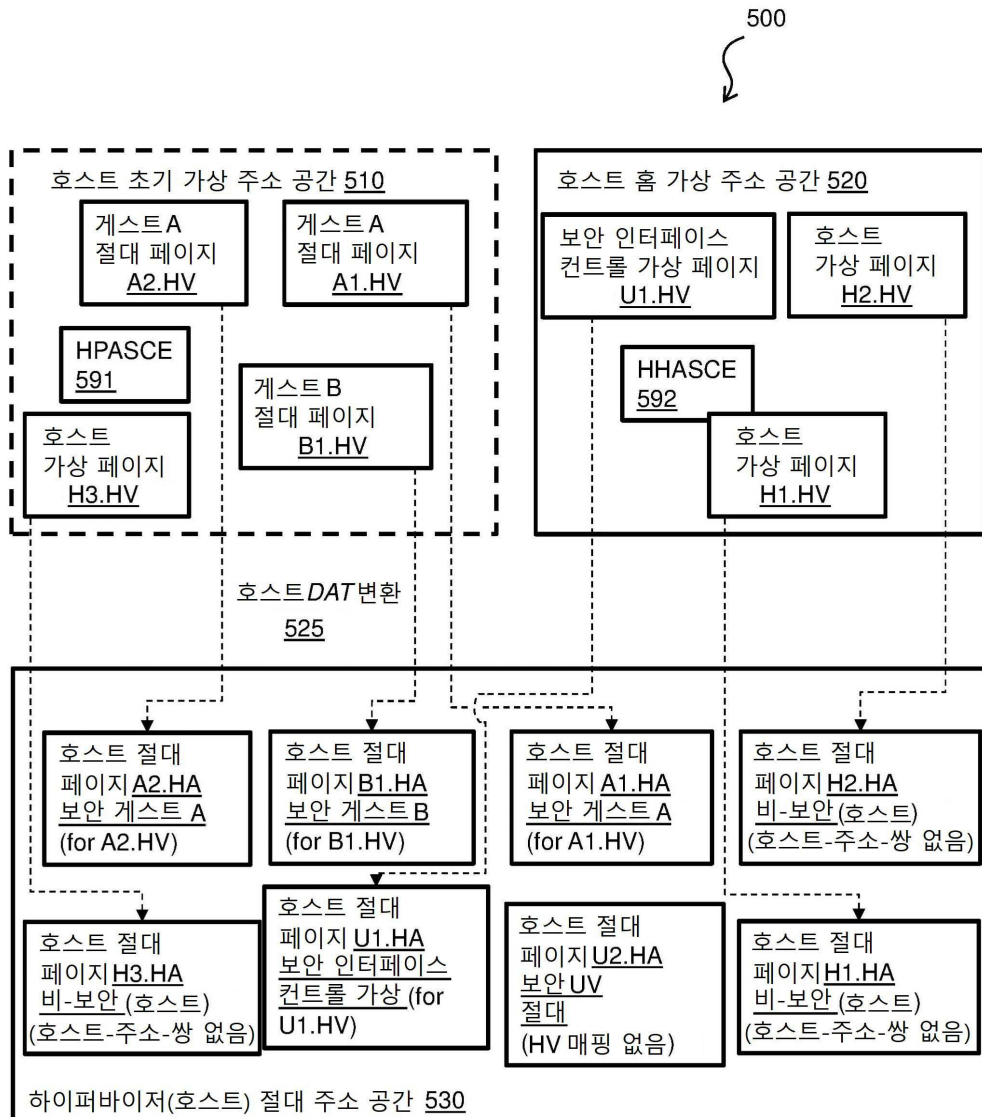 500
호스트 초기 가상 주소 공간 510
게스트 A
절대 페이지
A2.HV
게스트 A
절대 페이지
A1.HV
HPASCE
591
게스트 B
절대 페이지
B1.HV
호스트
가상 페이지
H3.HV
호스트 홈 가상 주소 공간 520
보안 인터페이스
컨트롤 가상 페이지
U1.HV
호스트
가상 페이지
H2.HV
HHASCE
592
호스트
가상 페이지
H1.HV
호스트 DAT 변환
525
호스트 절대
페이지 A2.HA
보안 게스트 A
(for A2.HV)
호스트 절대
페이지 B1.HA
보안 게스트 B
(for B1.HV)
호스트 절대
페이지 A1.HA
보안 게스트 A
(for A1.HV)
호스트 절대
페이지 H2.HA
비-보안 (호스트)
(호스트-주소-쌍 없음)
호스트 절대
페이지 H3.HA
비-보안 (호스트)
(호스트-주소-쌍 없음)
호스트 절대
페이지 U1.HA
보안 인터페이스
컨트롤 가상 (for
U1.HV)
호스트 절대
페이지 U2.HA
보안 UV
절대
(HV 매핑 없음)
호스트 절대
페이지 H1.HA
비-보안 (호스트)
(호스트-주소-쌍 없음)
하이퍼바이저(호스트) 절대 주소 공간 530